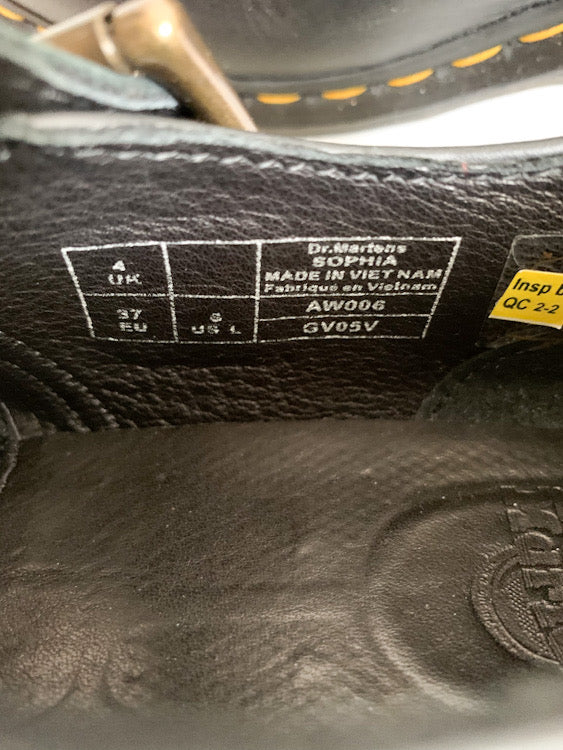 4
UK
37
EU
6
US L
Dr.Martens
SOPHIA
MADE IN VIET NAM
Fabrique en Vietnam
AW006
GV05V
Insp
QC 2-2